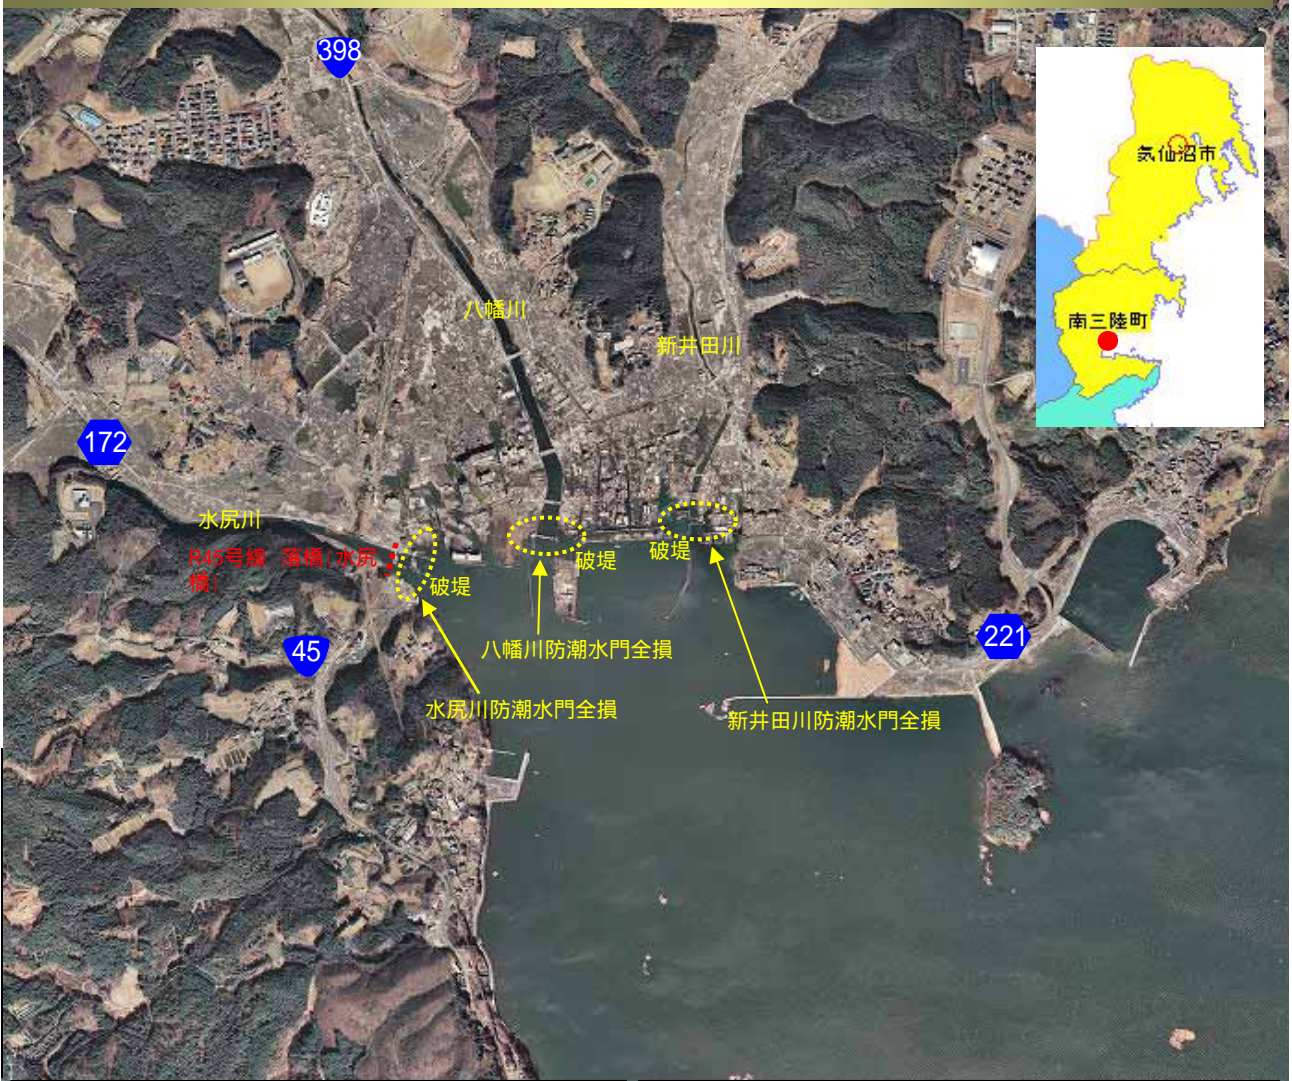 398
気仙沼市
八幡川
南三陸町
新井田川
172
水尻川
R45号線 落橋(水尻
橋)
破堤
破堤
破堤
八幡川防潮水門全損
45
221
水尻川防潮水門全損
新井田川防潮水門全損